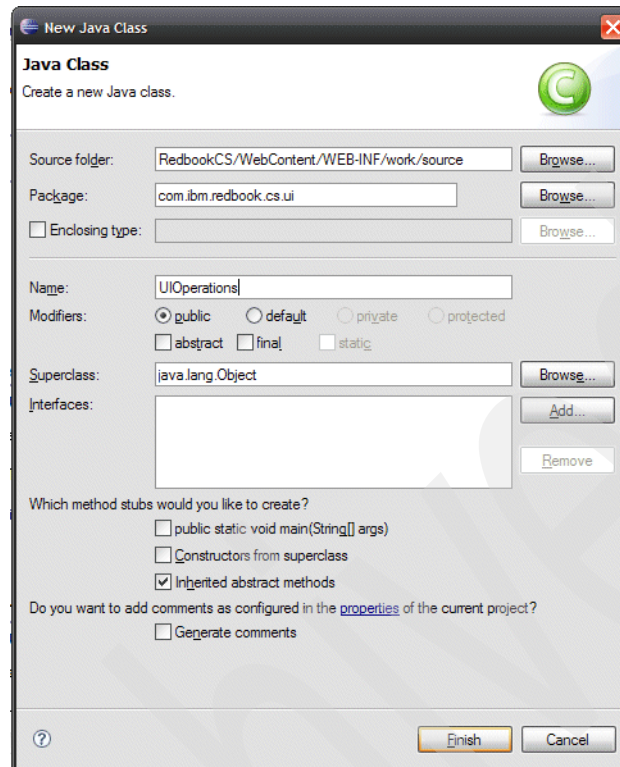 New Java Class
Java Class
Create a new Java class.
Source folder: RedbookCS/WebContent/WEB-INF/work/source Browse...
Package: com.ibm.redbook.cs.ui Browse...
Enclosing type: Browse...
Name: UIOperations
Modifiers: public default private protected
abstract final static
Superclass: java.lang.Object Browse...
Interfaces: Add...
Remove
Which method stubs would you like to create?
public static void main(String[] args)
Constructors from superclass
Inherited abstract methods
Do you want to add comments as configured in the properties of the current project?
Generate comments
? Finish Cancel